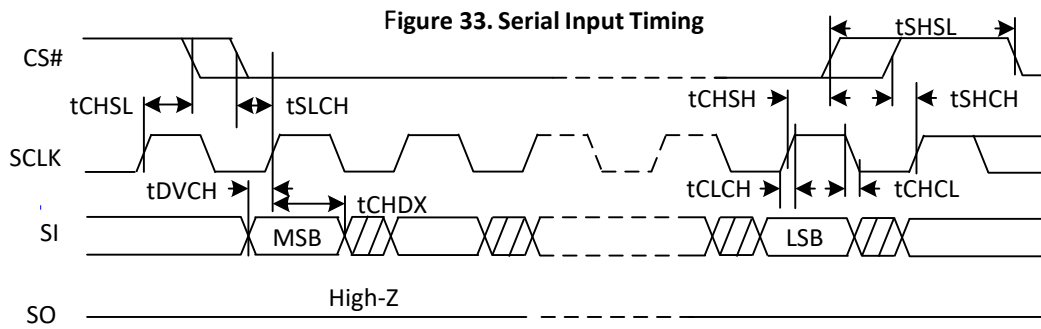 Figure 33. Serial Input Timing
tSHSL
CS#
tCHSL
tSLCH
tCHSH
tSHCH
SCLK
tDVCH
tCHDX
tCLCH
tCHCL
SI
MSB
LSB
High-Z
SO